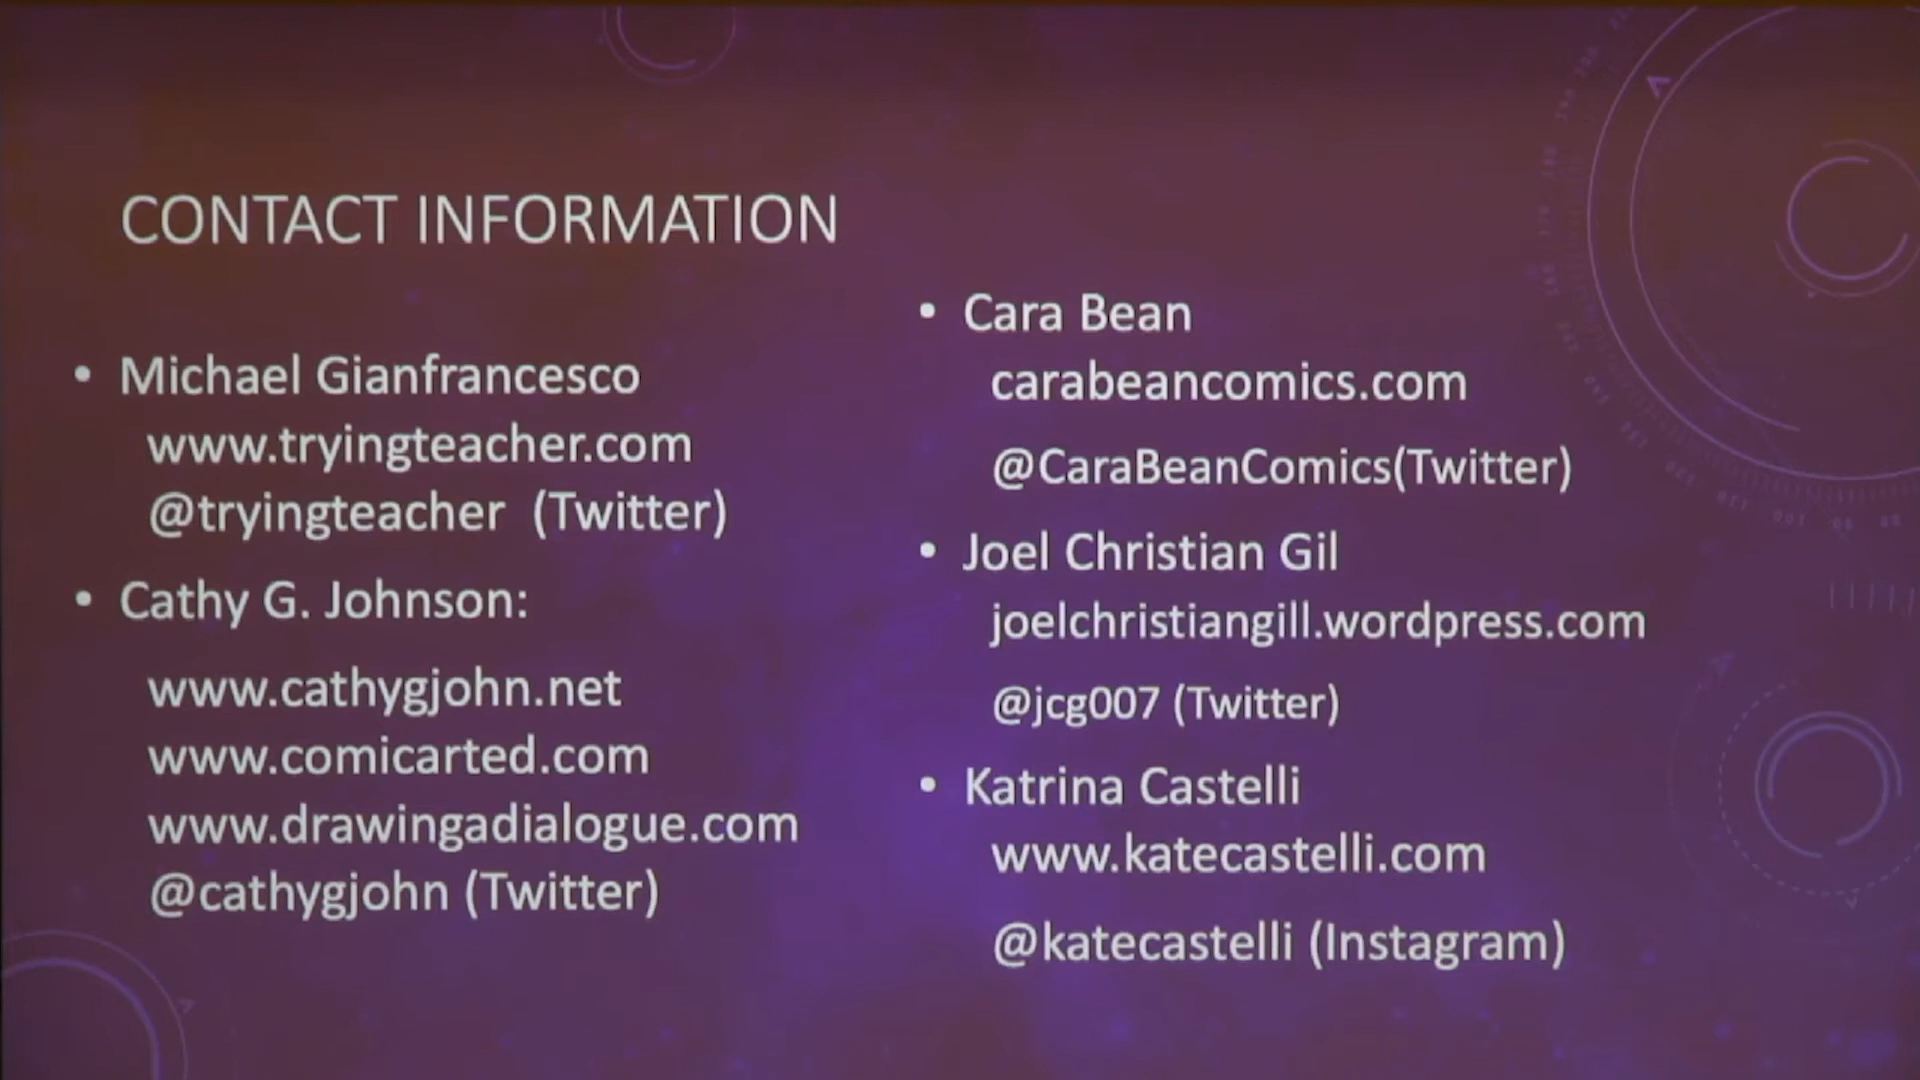 CONTACT INFORMATION
• Michael Gianfrancesco
www.tryingteacher.com
@tryingteacher (Twitter)
• Cathy G. Johnson:
www.cathygjohn.net
www.comicarted.com
www.drawingadialogue.com
@cathygjohn (Twitter)
• Cara Bean
carabeancomics.com
@CaraBeanComics(Twitter)
• Joel Christian Gil
joelchristiangill.wordpress.com
@jcg007 (Twitter)
• Katrina Castelli
www.katecastelli.com
@katecastelli (Instagram)